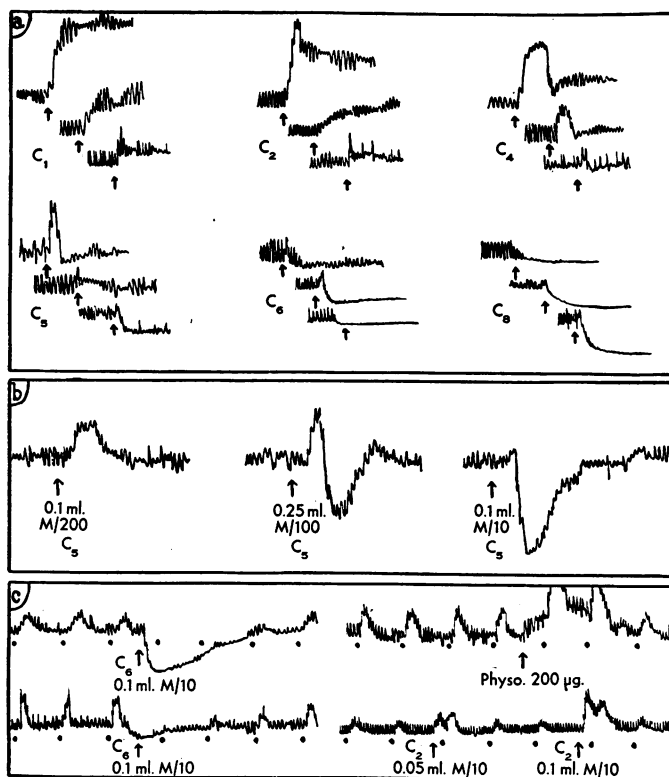 a
C1
C2
C4
C5
C6
C8
b
0.1 ml.
M/200
C5
0.25 ml.
M/100
C5
0.1 ml.
M/10
C5
c
C6
0.1 ml. M/10
Physo. 200 µg.
C6
0.1 ml. M/10
C2
0.05 ml. M/10
C2
0.1 ml. M/10